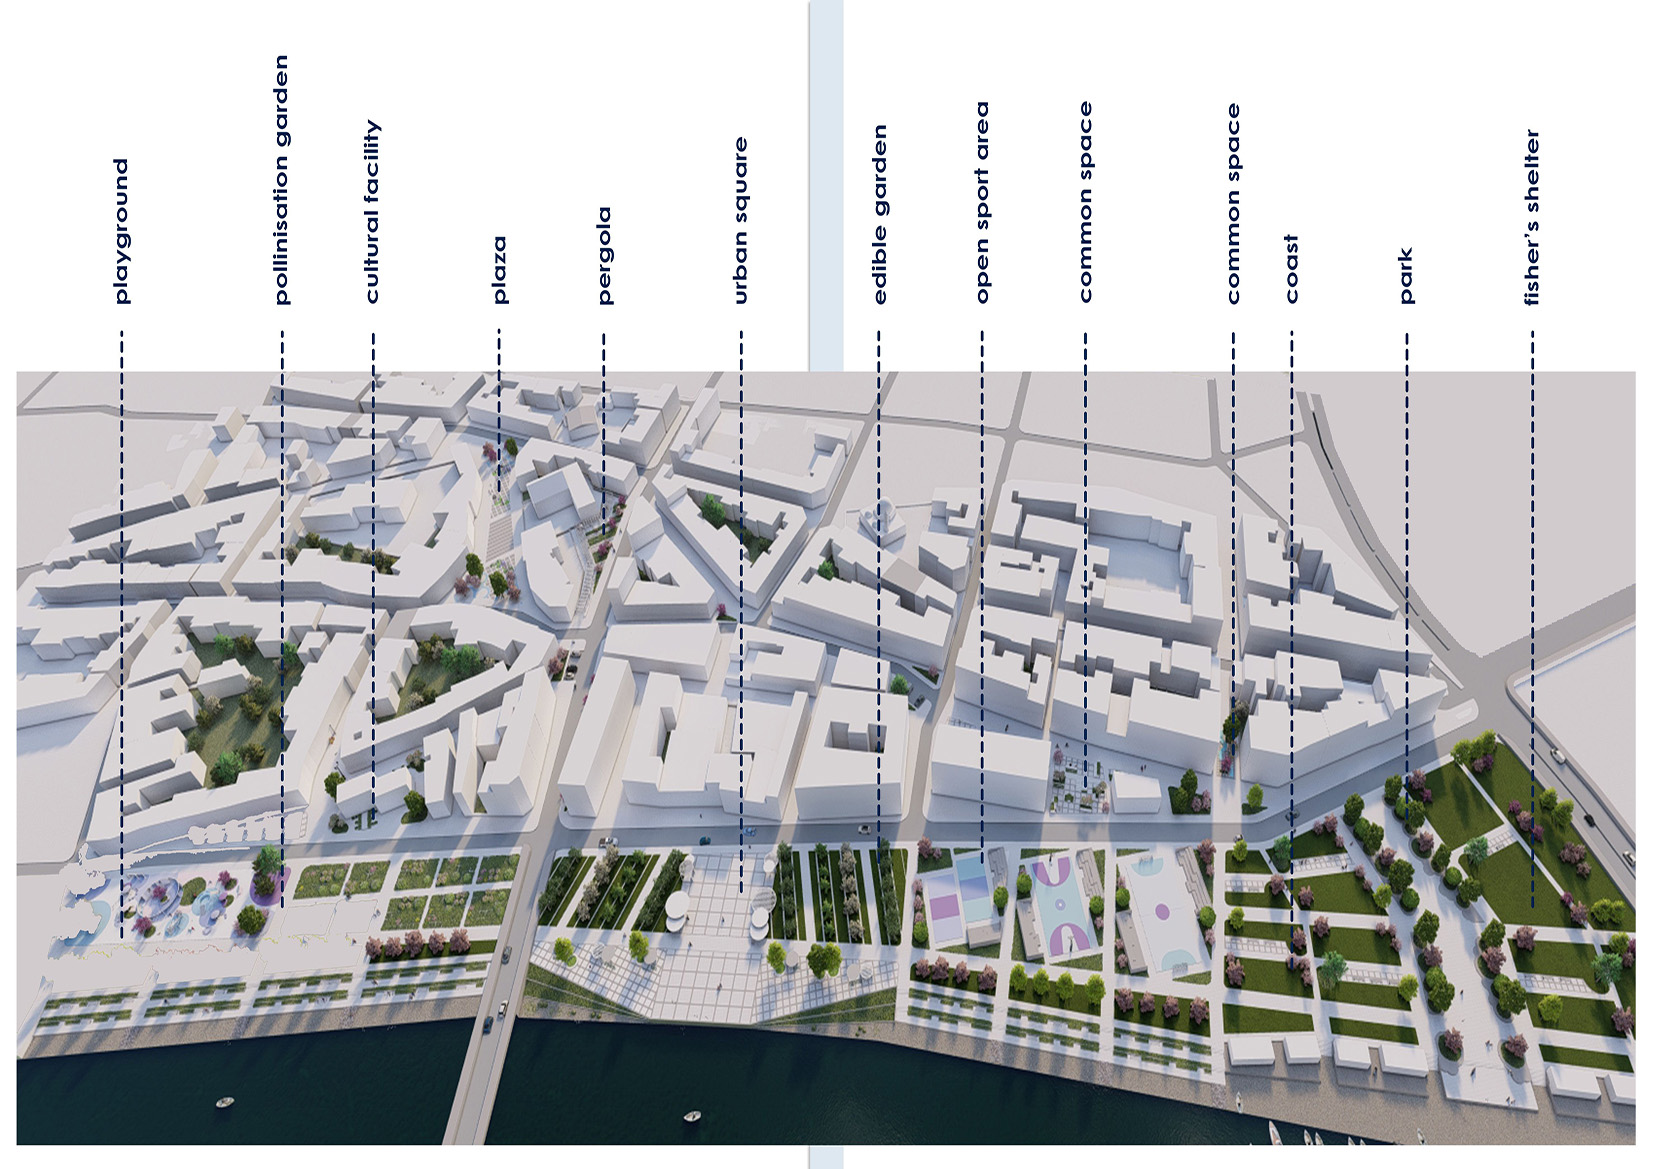 playground
pollinisation garden
cultural facility
plaza
pergola
urban square
edible garden
open sport area
common space
common space
coast
park
fisher's shelter